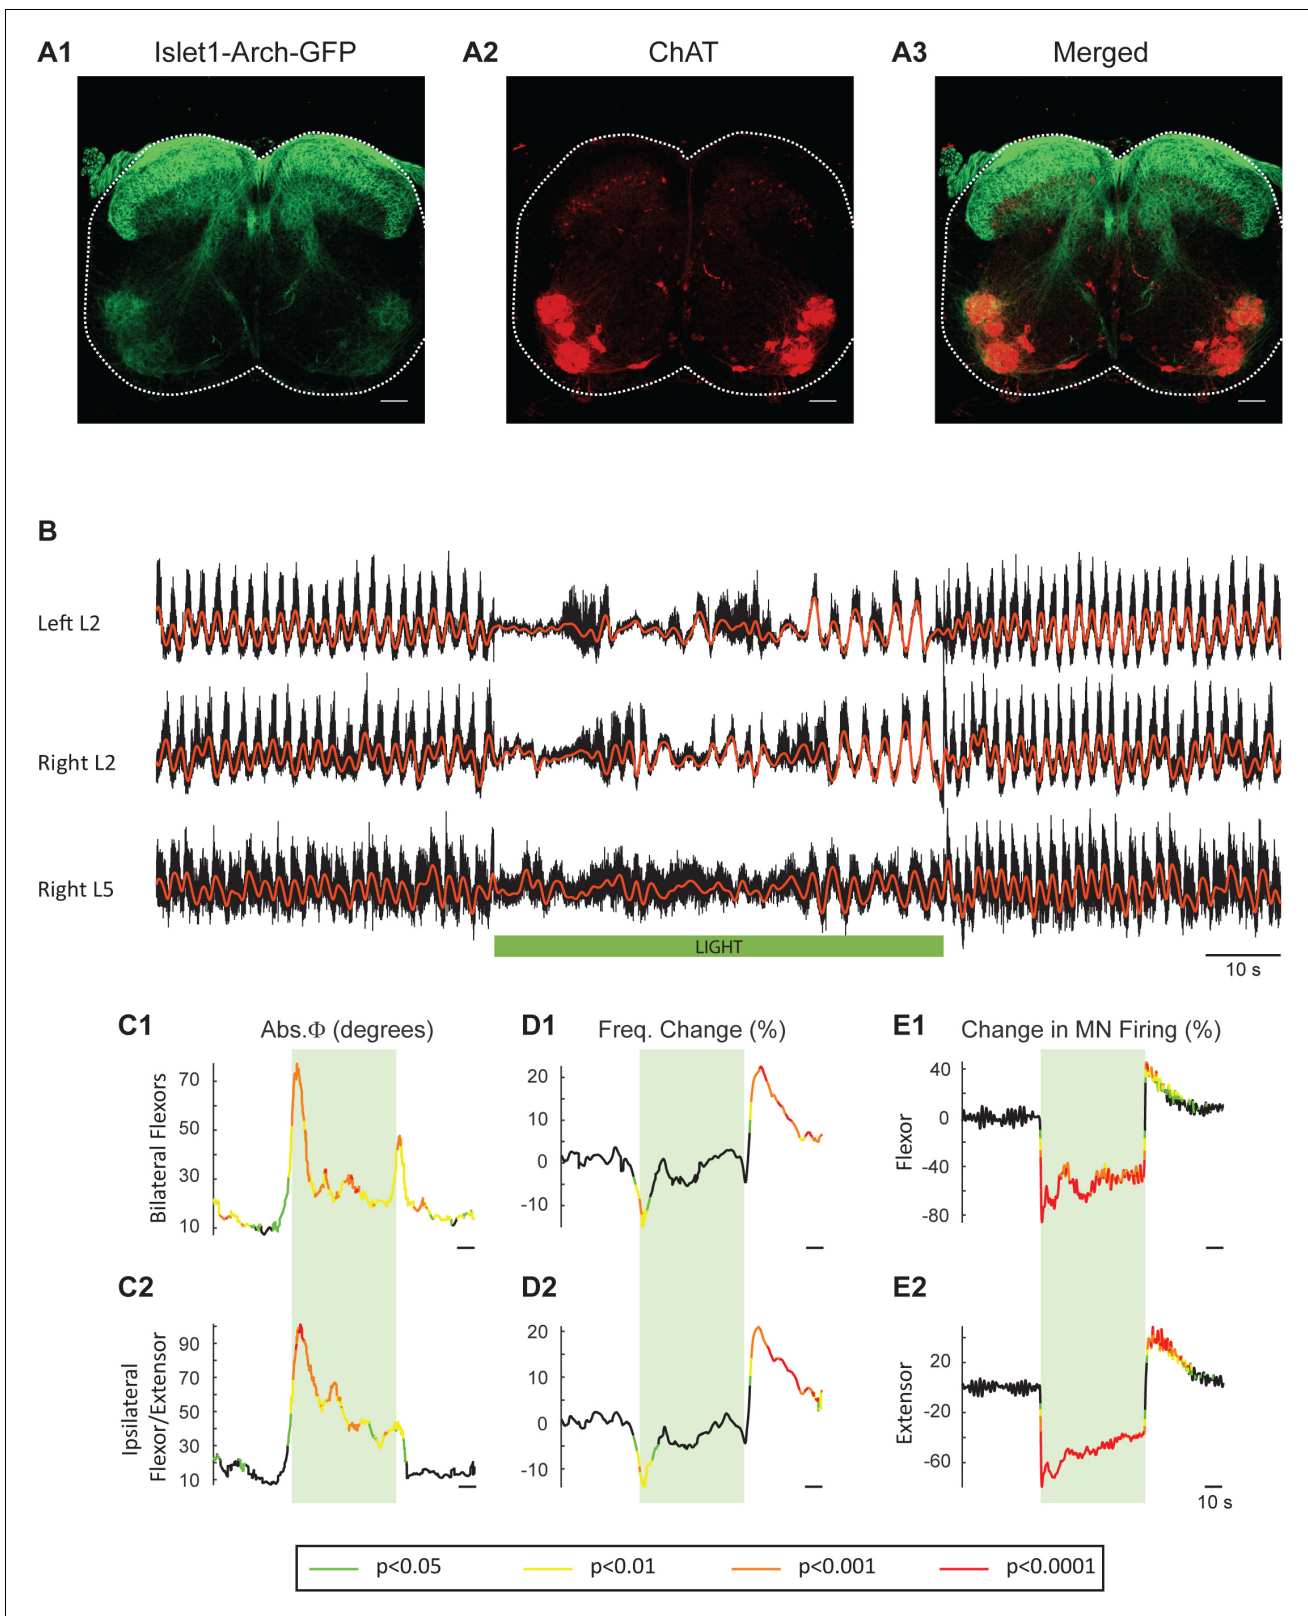 A1 Islet1-Arch-GFP A2 ChAT A3 Merged
B
Left L2
Right L2
Right L5
LIGHT
10 s
C1 Abs.Φ (degrees) D1 Freq. Change (%) E1 Change in MN Firing (%)
Bilateral Flexors
70
50
30
10
20
10
0
-10
Flexor
40
0
-40
-80
C2 D2 E2
Ipsilateral
Flexor/Extensor
90
70
50
30
10
20
10
0
-10
Extensor
20
-20
-60
10 s
p<0.05 p<0.01 p<0.001 p<0.0001